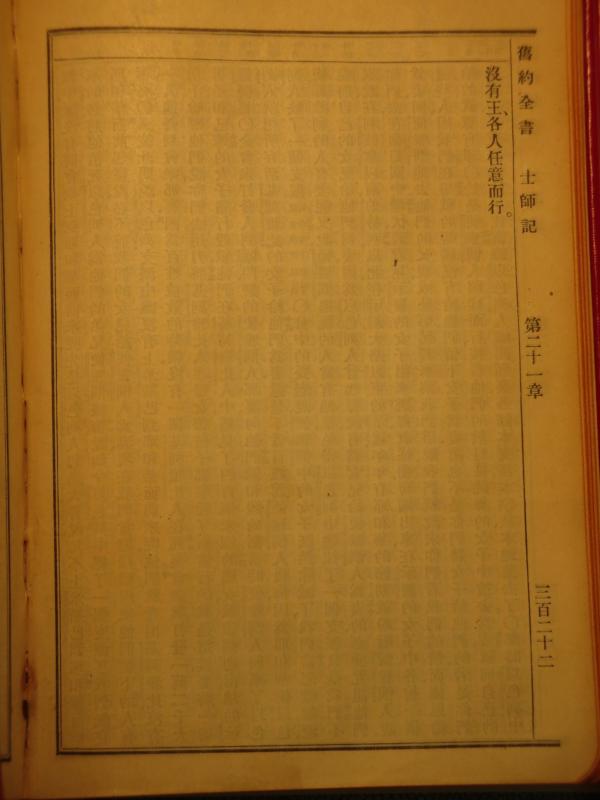 舊約全書 士師記 第二十一章 三百二十二
沒有王、各人任意而行。